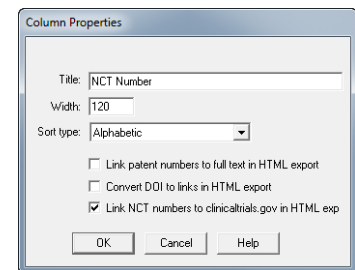 Column Properties
Title: NCT Number
Width: 120
Sort type: Alphabetic
Link patent numbers to full text in HTML export
Convert DOI to links in HTML export
Link NCT numbers to clinicaltrials.gov in HTML exp
OK Cancel Help